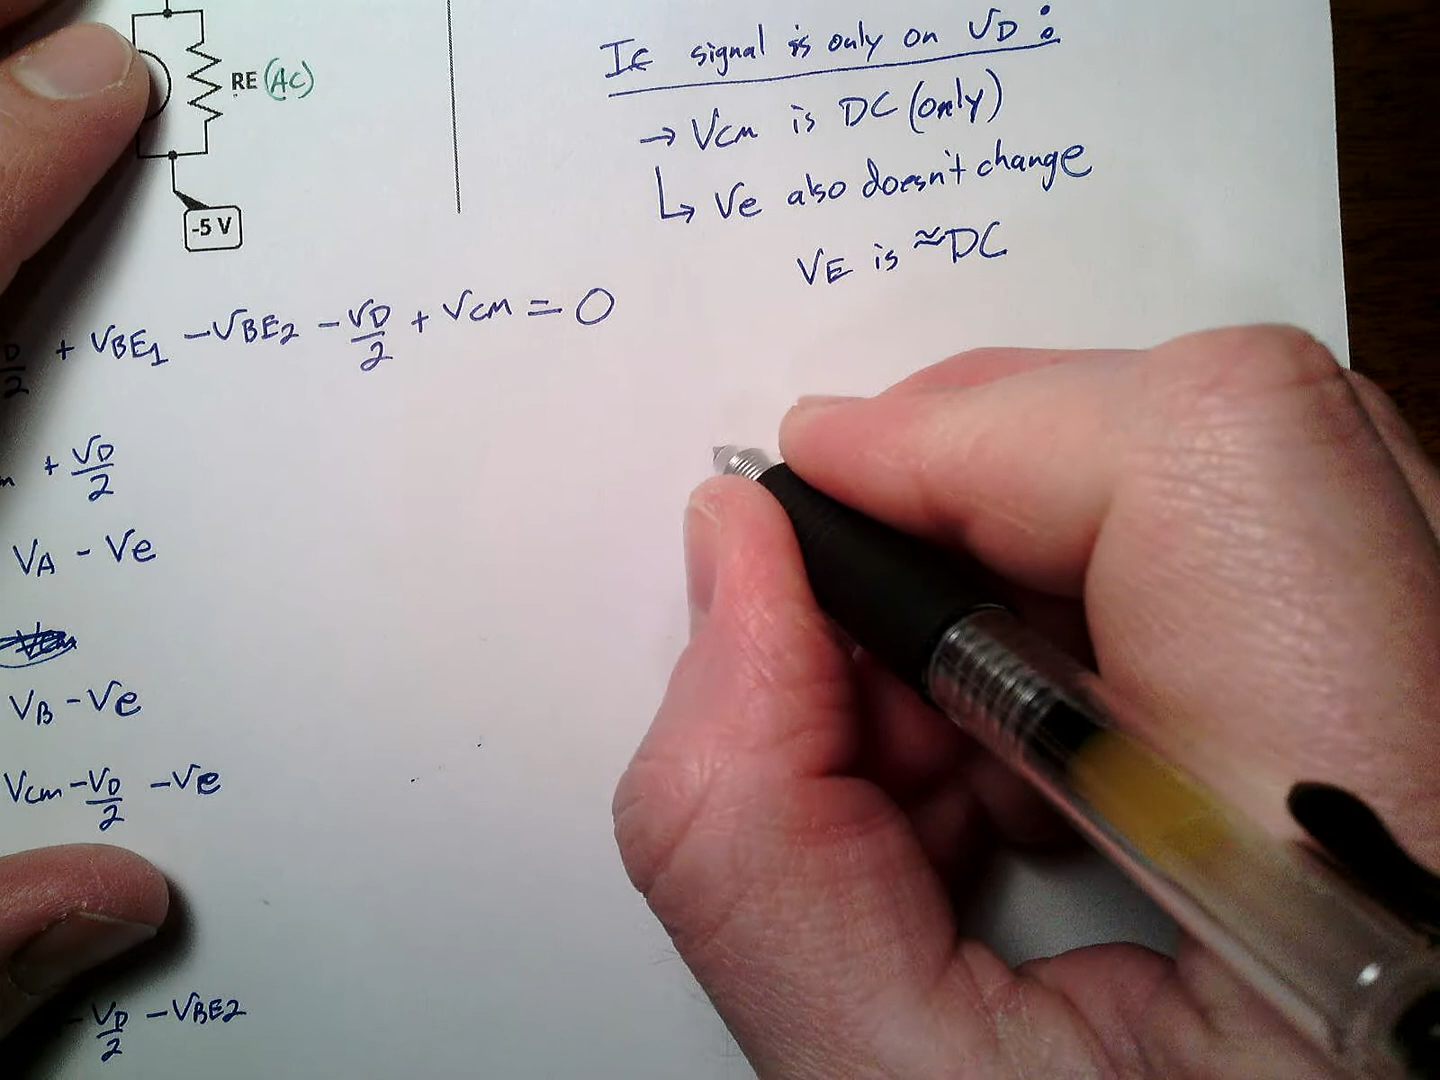 RE (AC)
-5 V
If signal is only on VD:
→ Vcm is DC (only)
↳ Ve also doesn't change
VE is ≈DC
D/2 + VBE1 - VBE2 - VD/2 + Vcm = 0
m + VD/2
VA - Ve
VB - Ve
Vcm - VD/2 - Ve
- VD/2 - VBE2